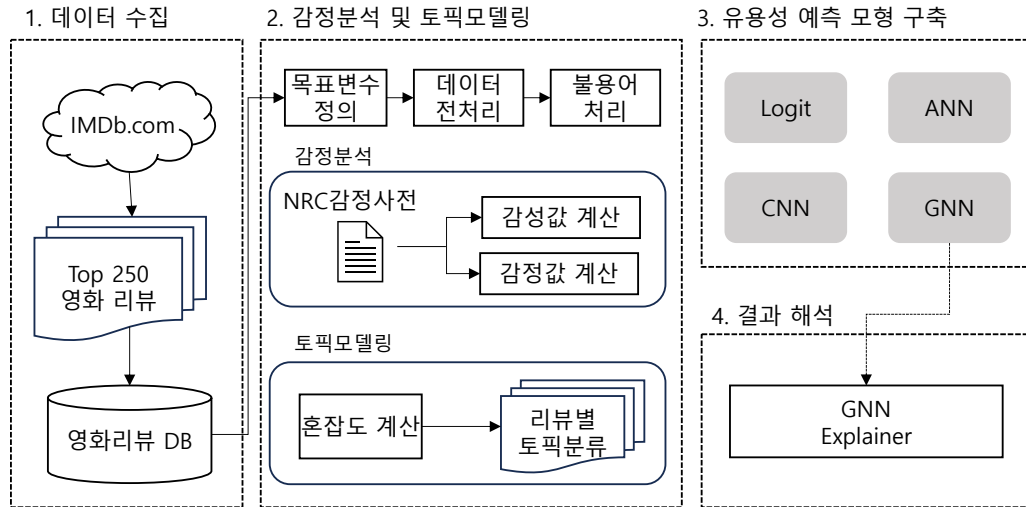 1. 데이터 수집
IMDb.com
Top 250
영화 리뷰
영화리뷰 DB
2. 감정분석 및 토픽모델링
목표변수
정의
데이터
전처리
불용어
처리
감정분석
NRC감정사전
감성값 계산
감정값 계산
토픽모델링
혼잡도 계산
리뷰별
토픽분류
3. 유용성 예측 모형 구축
Logit
ANN
CNN
GNN
4. 결과 해석
GNN
Explainer